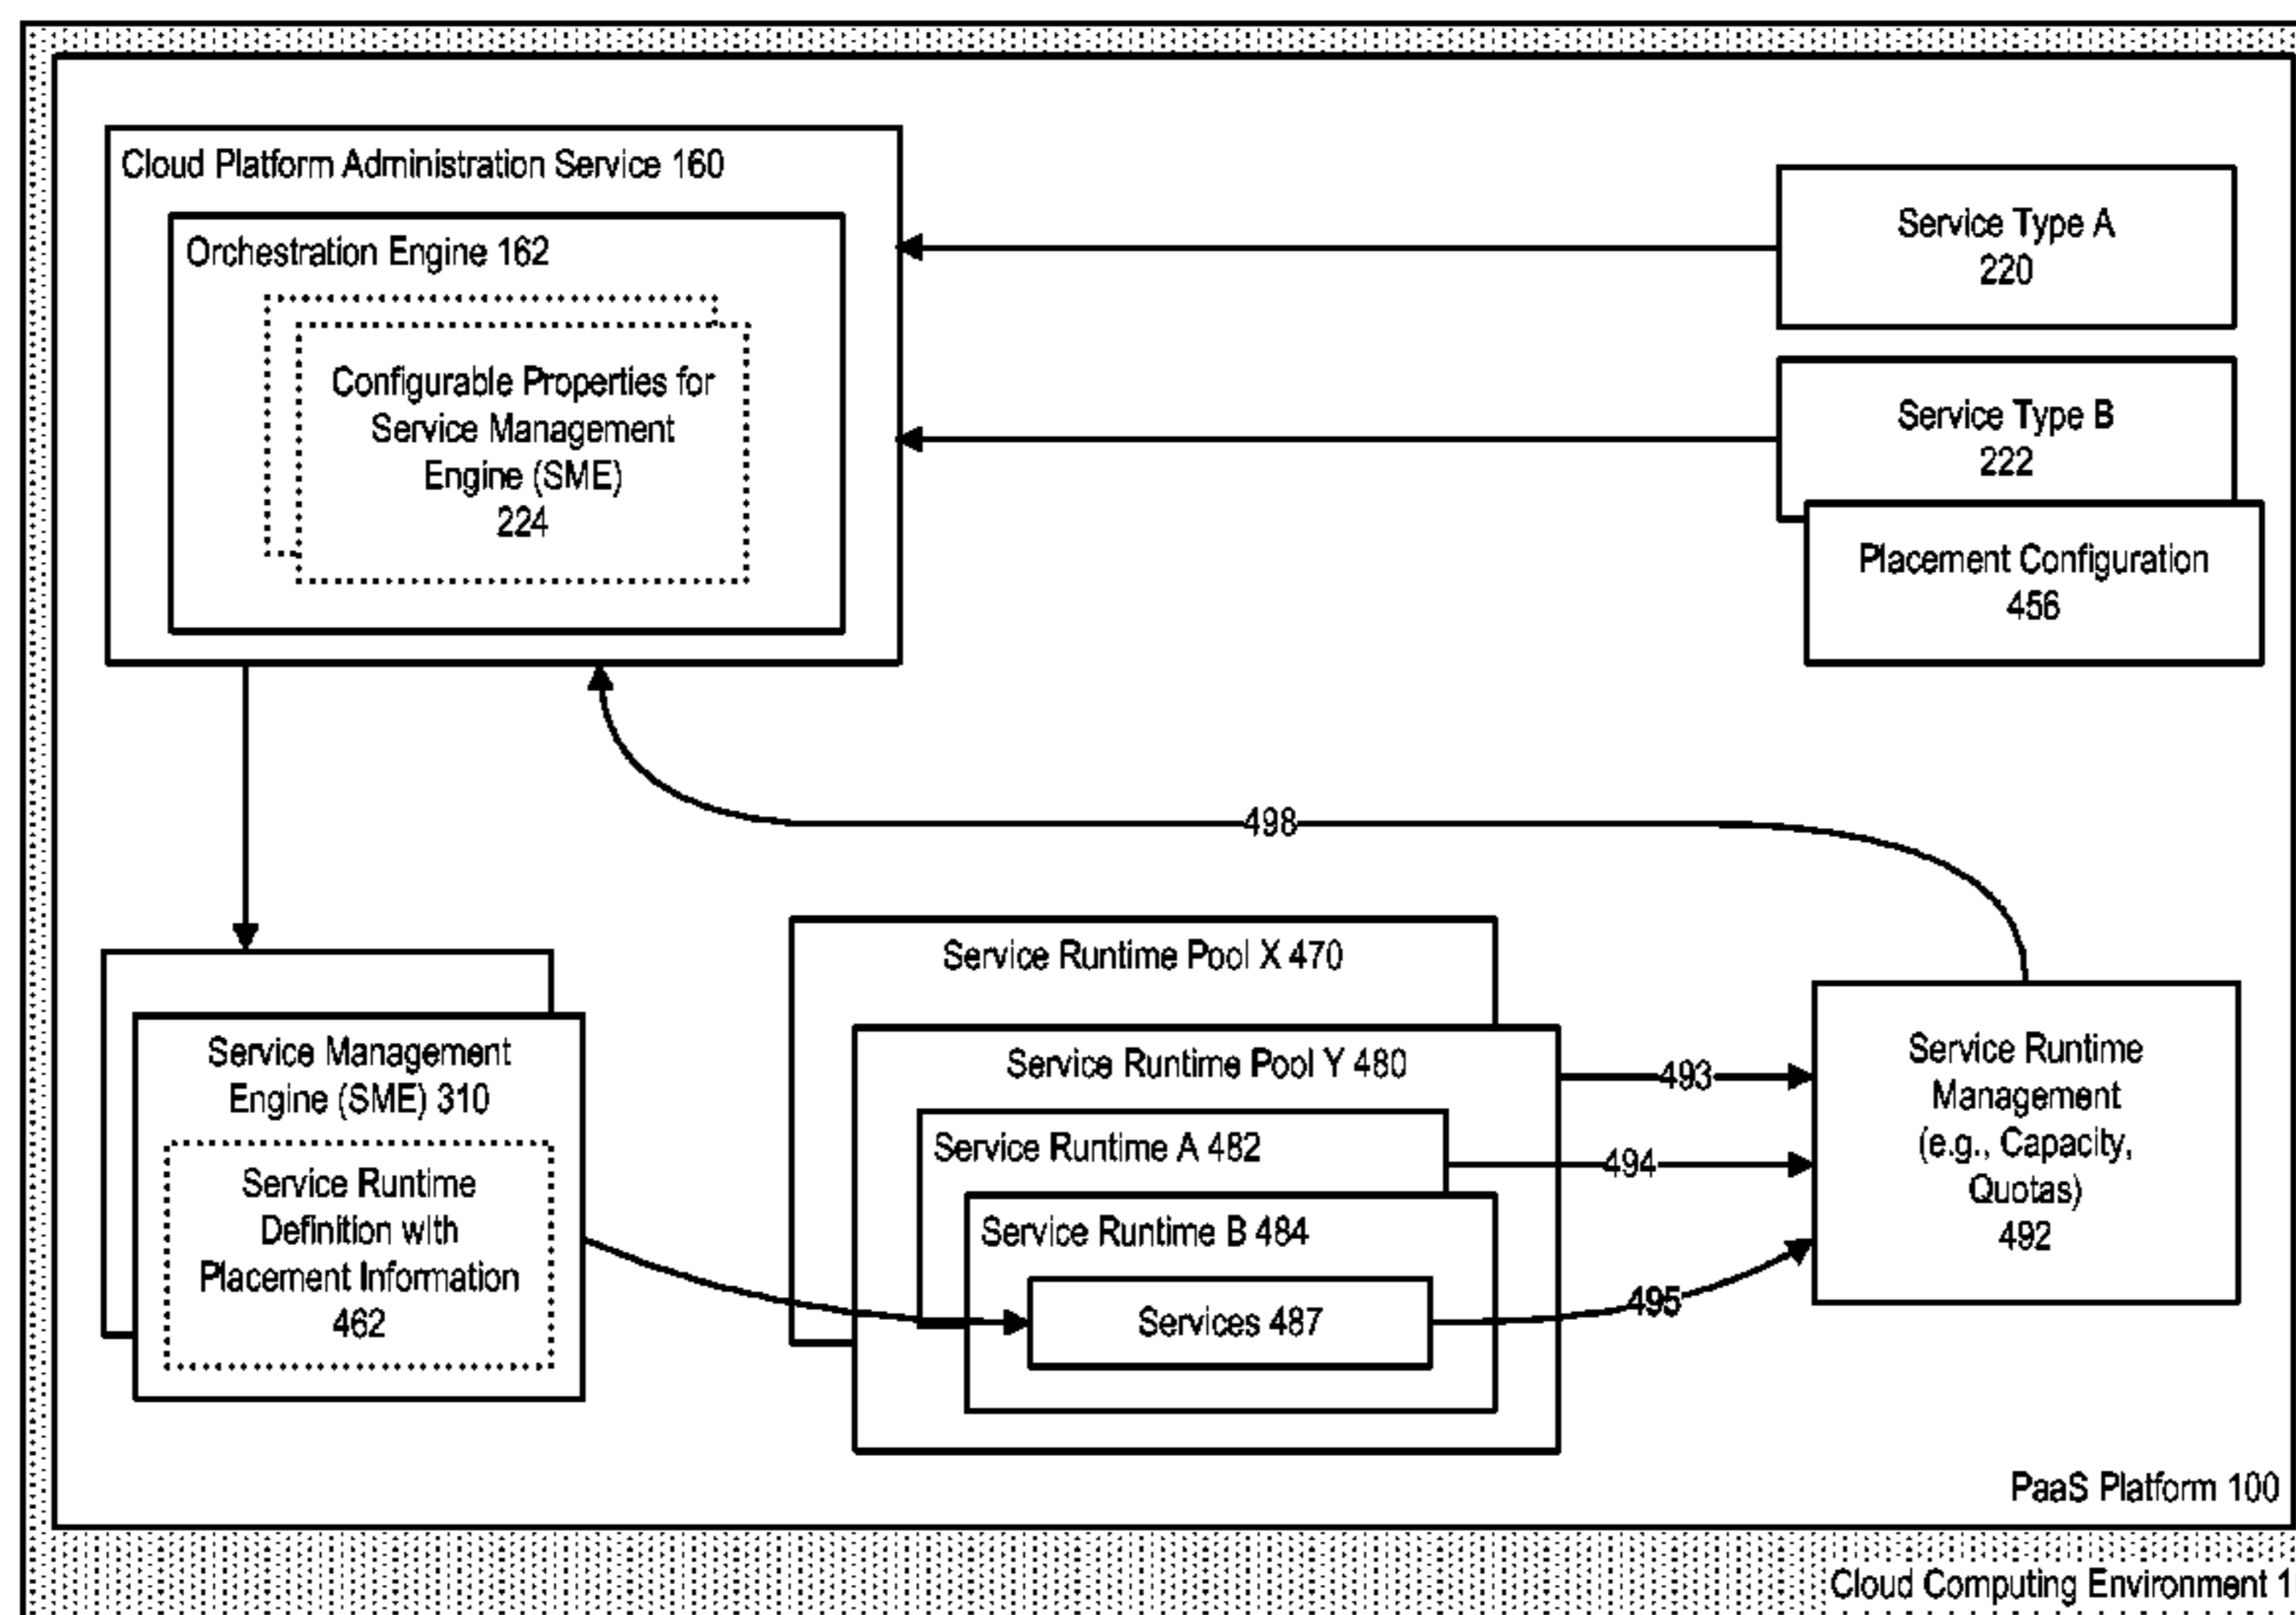 Cloud Platform Administration Service 160
Orchestration Engine 162
Configurable Properties for
Service Management
Engine (SME)
224
Service Type A
220
Service Type B
222
Placement Configuration
456
498
Service Management
Engine (SME) 310
Service Runtime
Definition with
Placement Information
462
Service Runtime Pool X 470
Service Runtime Pool Y 480
Service Runtime A 482
Service Runtime B 484
Services 487
493
494
495
Service Runtime
Management
(e.g., Capacity,
Quotas)
492
PaaS Platform 100
Cloud Computing Environment 1